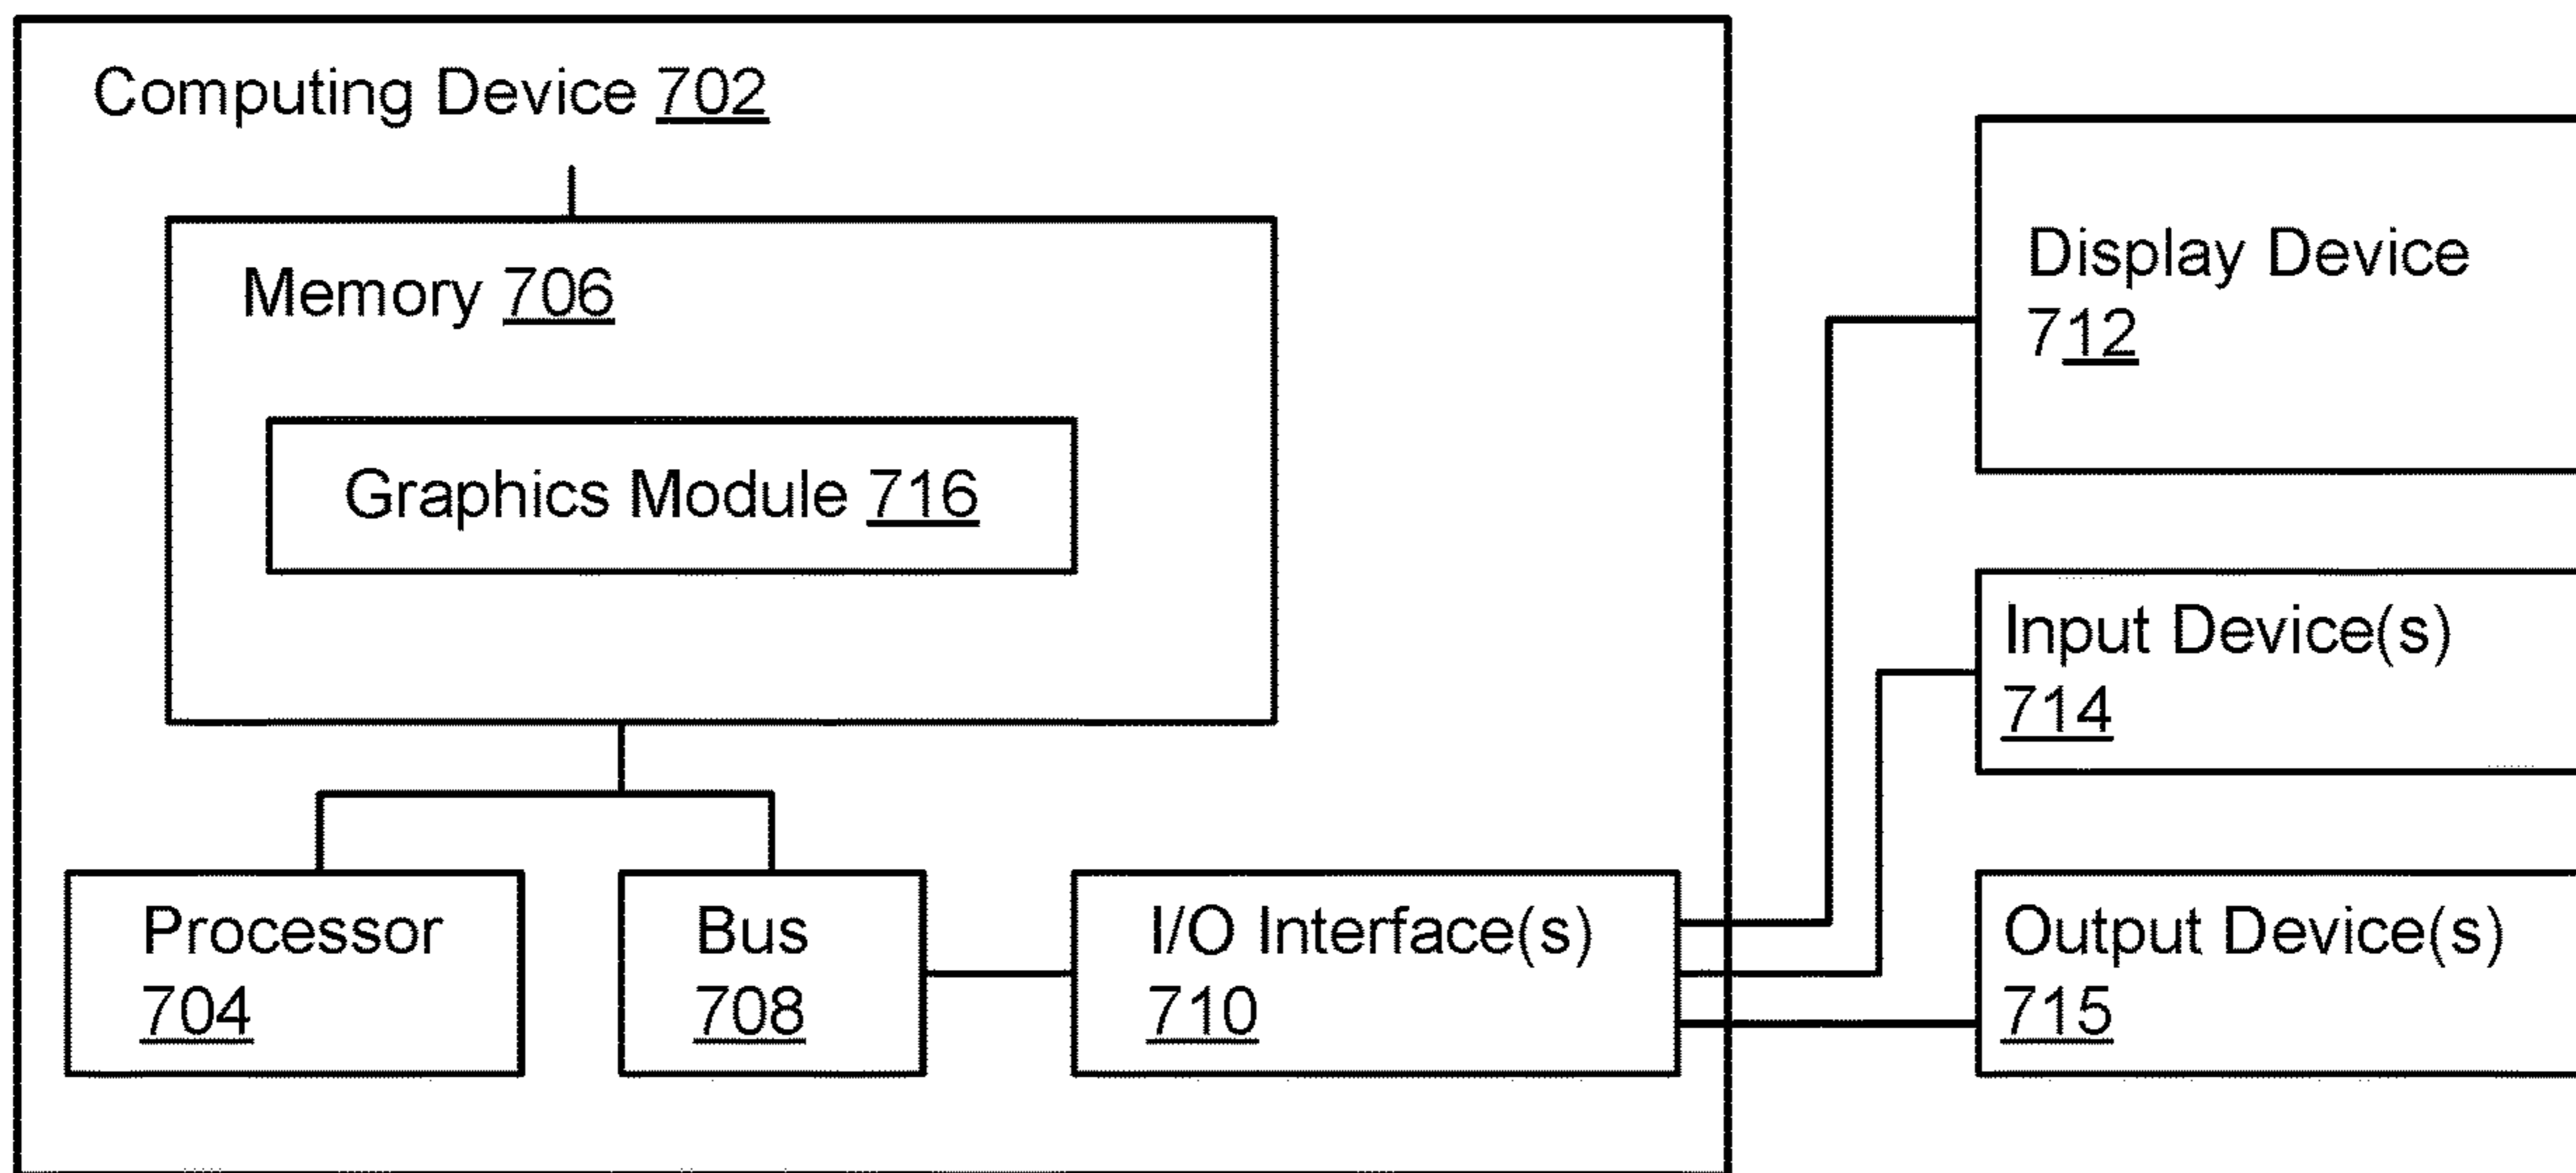 Computing Device 702
Memory 706
Graphics Module 716
Processor
704
Bus
708
I/O Interface(s)
710
Display Device
712
Input Device(s)
714
Output Device(s)
715